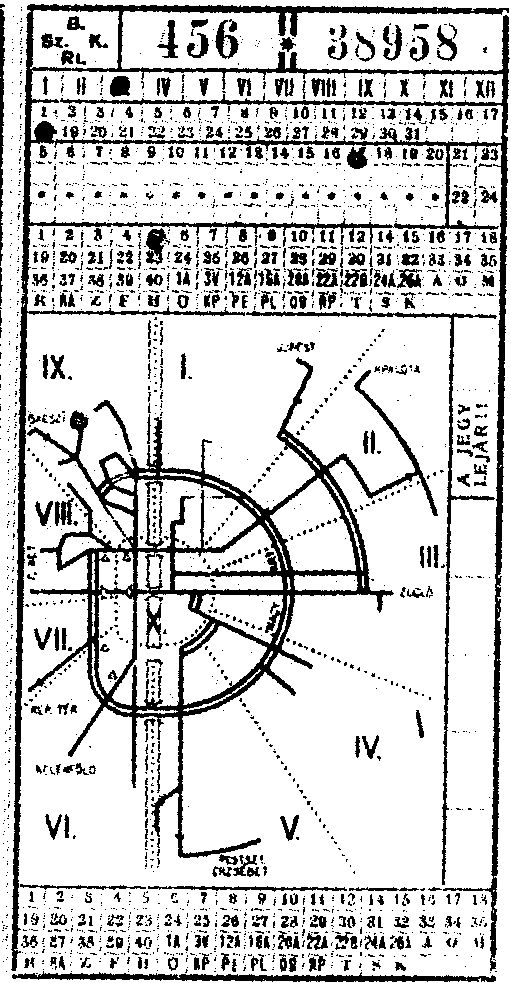 B.
Sz. K.
Rt.
456 * 38958
I II IV V VI VII VIII IX X XI XII
1 2 3 4 5 6 7 8 9 10 11 12 13 14 15 16 17
19 20 21 22 23 24 25 26 27 28 29 30 31
5 6 7 8 9 10 11 12 13 14 15 16 18 19 20 21 23
22 24
1 2 3 4 6 7 8 9 10 11 12 13 14 15 16 17 18
19 20 21 22 23 24 25 26 27 28 29 30 31 32 33 34 35
36 37 38 39 40 1A 3V 12A 15A 20A 22A 22B 24A 26A A U M
R RA Z F H O KP PE PL OB RP T S K
IX.
I.
II.
A JEGY
LEJÁRT!
VIII.
III.
X
VII.
KELENFÖLD
IV.
VI.
V.
PESTSZT.
ERZSÉBET
1 2 3 4 5 6 7 8 9 10 11 12 13 14 15 16 17 18
19 20 21 22 23 24 25 26 27 28 29 30 31 32 33 34 35
36 37 38 39 40 1A 3V 12A 15A 20A 22A 22B 24A 26A A U
R RA Z F H O KP PE PL OB RP T S K